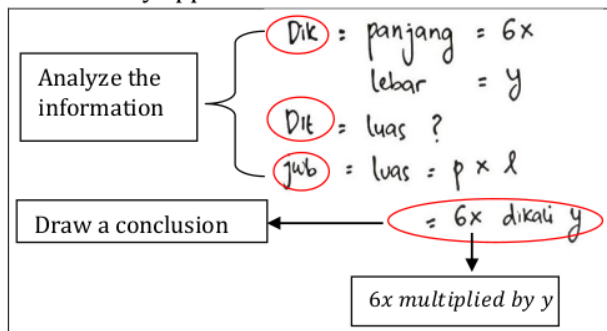 Dik : panjang = 6x
lebar = y
Analyze the
information
Dit = luas ?
jwb = luas = p x l
Draw a conclusion
= 6x dikali y
6x multiplied by y